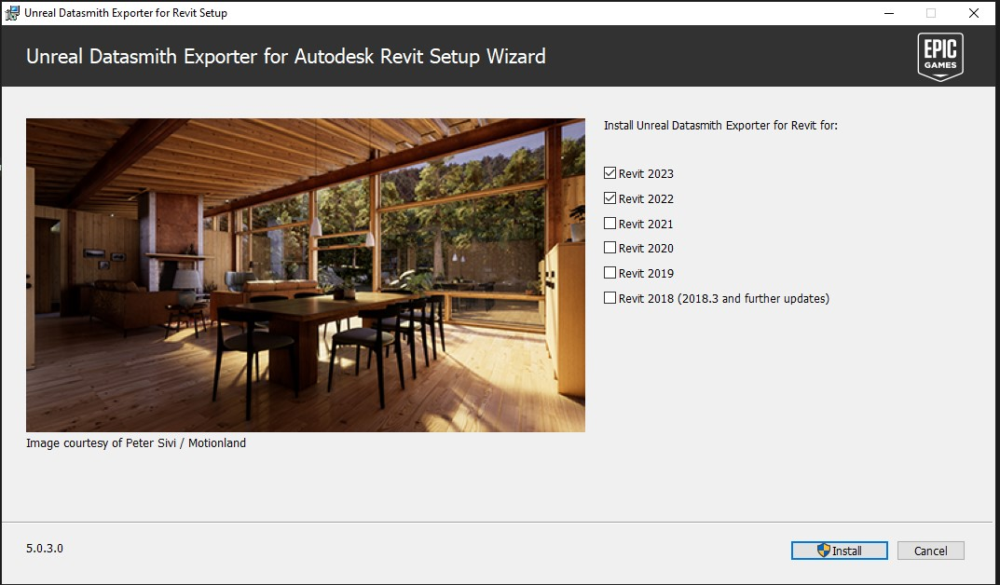 Unreal Datasmith Exporter for Revit Setup
Unreal Datasmith Exporter for Autodesk Revit Setup Wizard
EPIC
GAMES
Install Unreal Datasmith Exporter for Revit for:
Revit 2023
Revit 2022
Revit 2021
Revit 2020
Revit 2019
Revit 2018 (2018.3 and further updates)
Image courtesy of Peter Sivi / Motionland
5.0.3.0
Install
Cancel